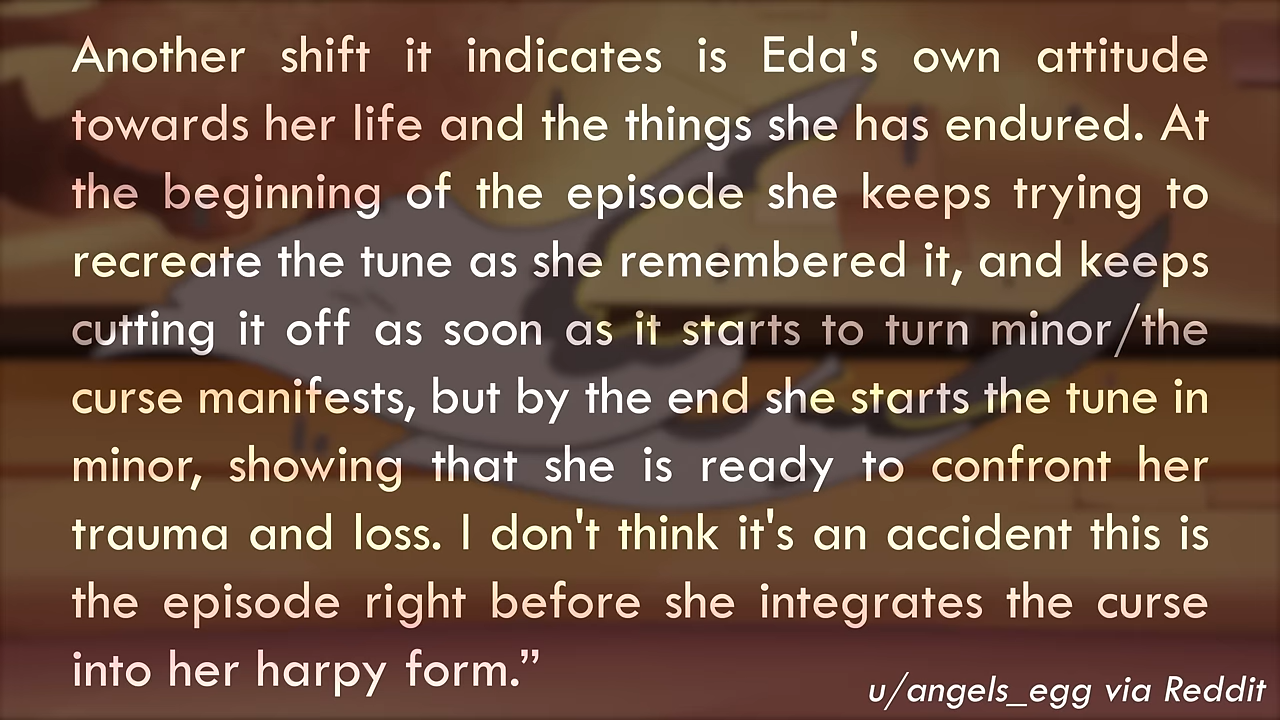 Another shift it indicates is Eda's own attitude
towards her life and the things she has endured. At
the beginning of the episode she keeps trying to
recreate the tune as she remembered it, and keeps
cutting it off as soon as it starts to turn minor/the
curse manifests, but by the end she starts the tune in
minor, showing that she is ready to confront her
trauma and loss. I don't think it's an accident this is
the episode right before she integrates the curse
into her harpy form.”
u/angels_egg via Reddit